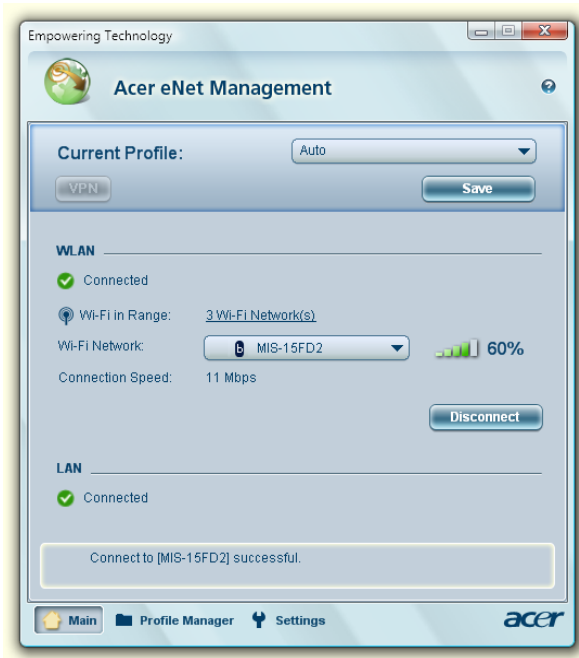 Empowering Technology
Acer eNet Management
Current Profile:
Auto
VPN
Save
WLAN
Connected
Wi-Fi in Range:
3 Wi-Fi Network(s)
Wi-Fi Network:
b MIS-15FD2
60%
Connection Speed:
11 Mbps
Disconnect
LAN
Connected
Connect to [MIS-15FD2] successful.
Main
Profile Manager
Settings
acer